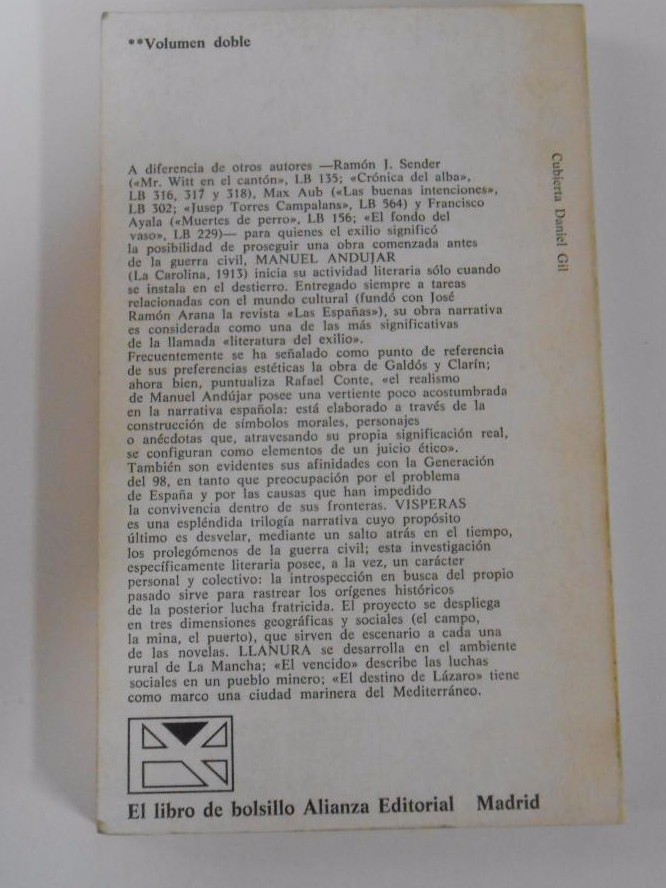 **Volumen doble
A diferencia de otros autores —Ramón J. Sender
(«Mr. Witt en el cantón», LB 135; «Crónica del alba»,
LB 316, 317 y 318), Max Aub («Las buenas intenciones»,
LB 302; «Jusep Torres Campalans», LB 564) y Francisco
Ayala («Muertes de perro», LB 156; «El fondo del
vaso», LB 229)— para quienes el exilio significó
la posibilidad de proseguir una obra comenzada antes
de la guerra civil, MANUEL ANDUJAR
(La Carolina, 1913) inicia su actividad literaria sólo cuando
se instala en el destierro. Entregado siempre a tareas
relacionadas con el mundo cultural (fundó con José
Ramón Arana la revista «Las Españas»), su obra narrativa
es considerada como una de las más significativas
de la llamada «literatura del exilio».
Frecuentemente se ha señalado como punto de referencia
de sus preferencias estéticas la obra de Galdós y Clarín;
ahora bien, puntualiza Rafael Conte, «el realismo
de Manuel Andújar posee una vertiente poco acostumbrada
en la narrativa española: está elaborado a través de la
construcción de símbolos morales, personajes
o anécdotas que, atravesando su propia significación real,
se configuran como elementos de un juicio ético».
También son evidentes sus afinidades con la Generación
del 98, en tanto que preocupación por el problema
de España y por las causas que han impedido
la convivencia dentro de sus fronteras. VISPERAS
es una espléndida trilogía narrativa cuyo propósito
último es desvelar, mediante un salto atrás en el tiempo,
los prolegómenos de la guerra civil; esta investigación
específicamente literaria posee, a la vez, un carácter
personal y colectivo: la introspección en busca del propio
pasado sirve para rastrear los orígenes históricos
de la posterior lucha fratricida. El proyecto se despliega
en tres dimensiones geográficas y sociales (el campo,
la mina, el puerto), que sirven de escenario a cada una
de las novelas. LLANURA se desarrolla en el ambiente
rural de La Mancha; «El vencido» describe las luchas
sociales en un pueblo minero; «El destino de Lázaro» tiene
como marco una ciudad marinera del Mediterráneo.
Cubierta Daniel Gil
El libro de bolsillo Alianza Editorial Madrid